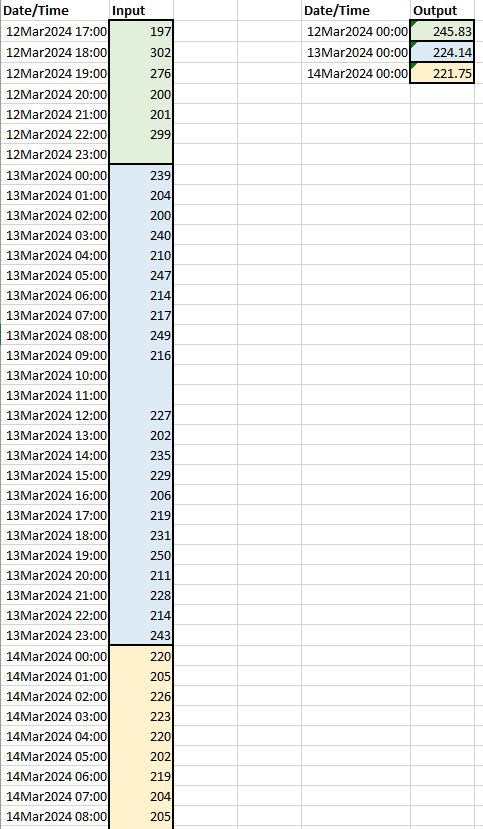 Date/Time Input Date/Time Output
12Mar2024 17:00 197 12Mar2024 00:00 245.83
12Mar2024 18:00 302 13Mar2024 00:00 224.14
12Mar2024 19:00 276 14Mar2024 00:00 221.75
12Mar2024 20:00 200
12Mar2024 21:00 201
12Mar2024 22:00 299
12Mar2024 23:00
13Mar2024 00:00 239
13Mar2024 01:00 204
13Mar2024 02:00 200
13Mar2024 03:00 240
13Mar2024 04:00 210
13Mar2024 05:00 247
13Mar2024 06:00 214
13Mar2024 07:00 217
13Mar2024 08:00 249
13Mar2024 09:00 216
13Mar2024 10:00
13Mar2024 11:00
13Mar2024 12:00 227
13Mar2024 13:00 202
13Mar2024 14:00 235
13Mar2024 15:00 229
13Mar2024 16:00 206
13Mar2024 17:00 219
13Mar2024 18:00 231
13Mar2024 19:00 250
13Mar2024 20:00 211
13Mar2024 21:00 228
13Mar2024 22:00 214
13Mar2024 23:00 243
14Mar2024 00:00 220
14Mar2024 01:00 205
14Mar2024 02:00 226
14Mar2024 03:00 223
14Mar2024 04:00 220
14Mar2024 05:00 202
14Mar2024 06:00 219
14Mar2024 07:00 204
14Mar2024 08:00 205